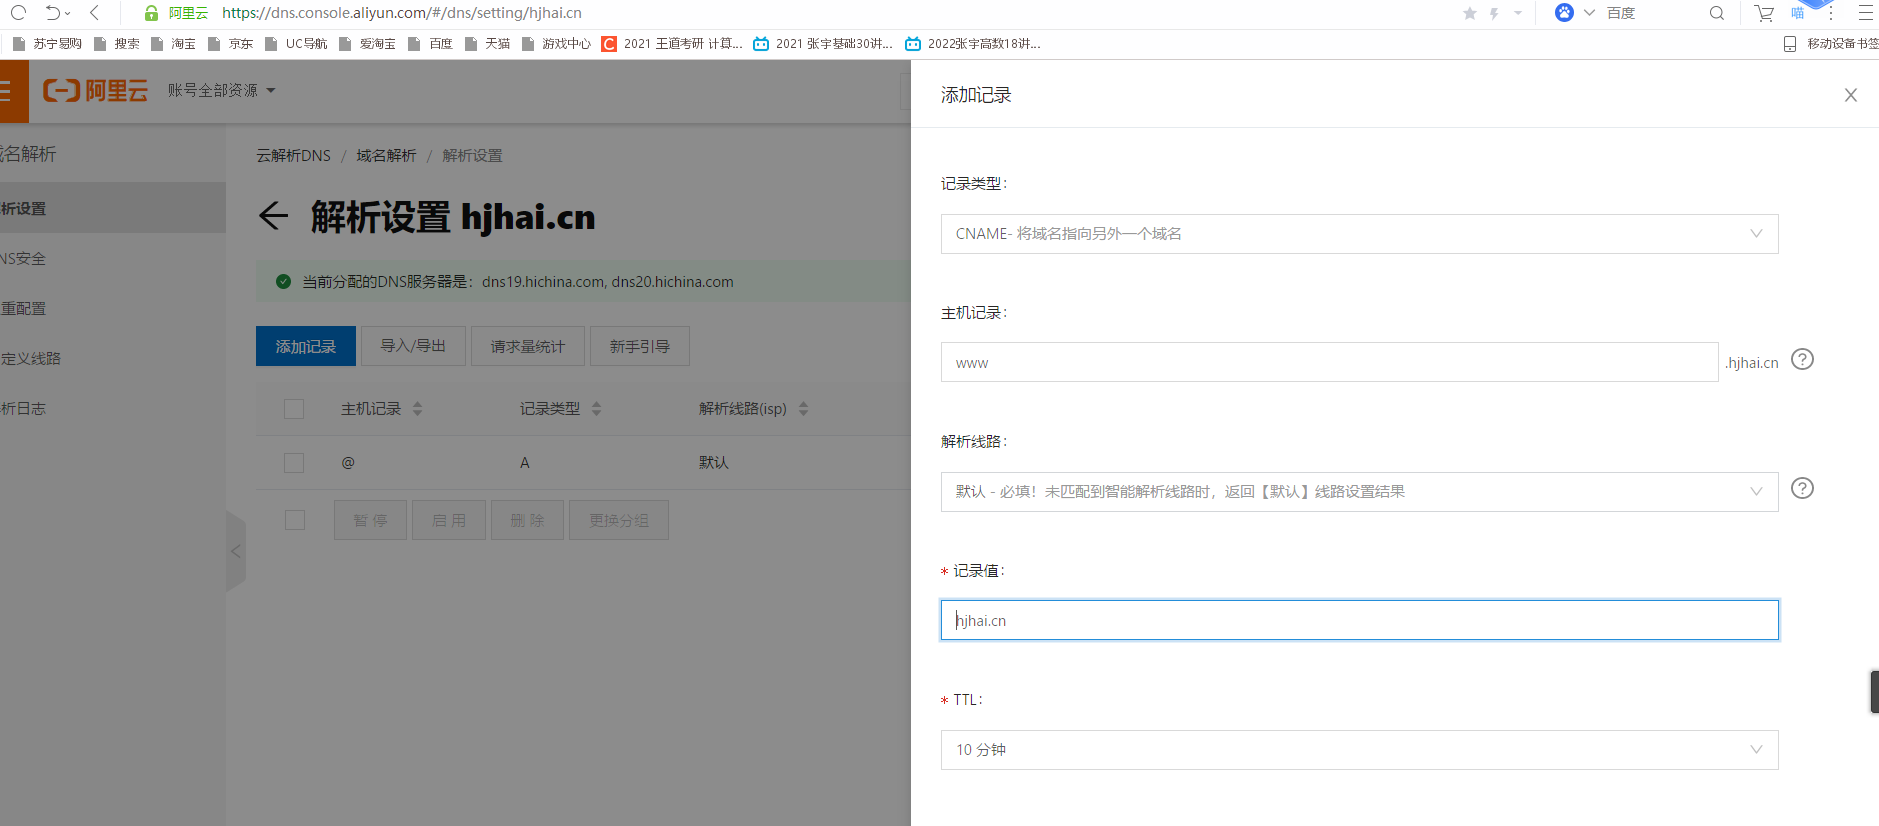 阿里云 https://dns.console.aliyun.com/#/dns/setting/hjhai.cn 百度 喵
苏宁易购 搜索 淘宝 京东 UC导航 爱淘宝 百度 天猫 游戏中心 2021 王道考研 计算... 2021 张宇基础30讲... 2022张宇高数18讲... 移动设备书签
阿里云 账号全部资源
域名解析
解析设置
DNS安全
重配置
定义线路
解析日志
云解析DNS / 域名解析 / 解析设置
解析设置 hjhai.cn
当前分配的DNS服务器是：dns19.hichina.com, dns20.hichina.com
添加记录 导入/导出 请求量统计 新手引导
主机记录 记录类型 解析线路(isp)
@ A 默认
暂 停 启 用 删 除 更换分组
添加记录
记录类型：
CNAME- 将域名指向另外一个域名
主机记录：
www .hjhai.cn
解析线路：
默认 - 必填！未匹配到智能解析线路时，返回【默认】线路设置结果
* 记录值：
hjhai.cn
* TTL：
10 分钟